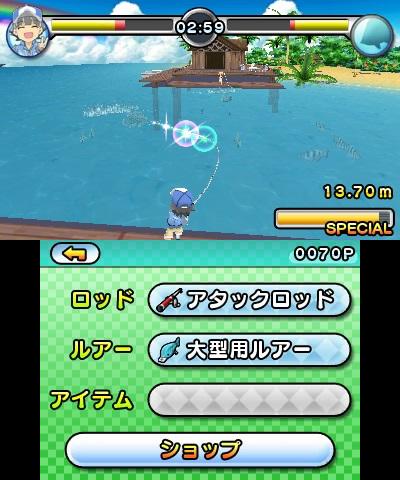 02:59
13.70m
SPECIAL
0070P
ロッド アタックロッド
ルアー 大型用ルアー
アイテム
ショップ